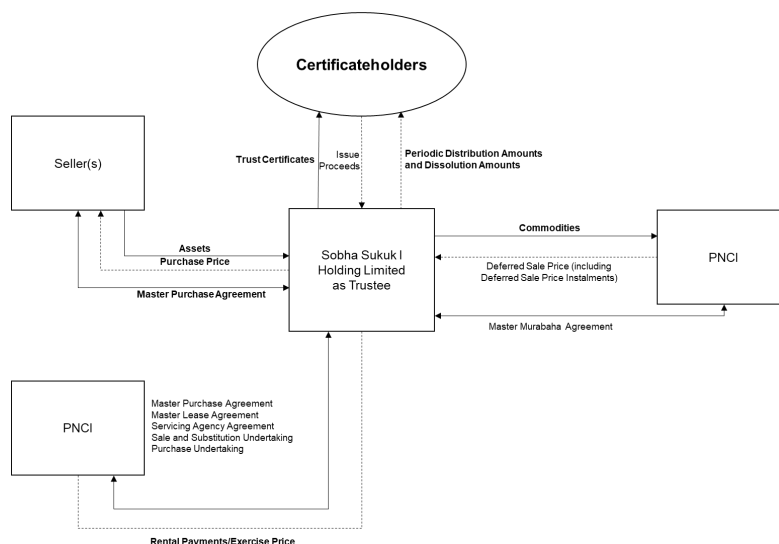 Certificateholders
Trust Certificates
Issue
Proceeds
Periodic Distribution Amounts
and Dissolution Amounts
Seller(s)
Assets
Purchase Price
Master Purchase Agreement
Sobha Sukuk I
Holding Limited
as Trustee
Commodities
Deferred Sale Price (including
Deferred Sale Price Instalments)
Master Murabaha Agreement
PNCI
PNCI
Master Purchase Agreement
Master Lease Agreement
Servicing Agency Agreement
Sale and Substitution Undertaking
Purchase Undertaking
Rental Payments/Exercise Price